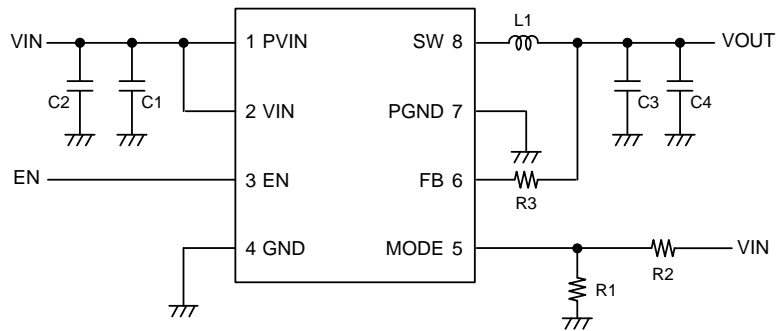 L1
VIN 1 PVIN SW 8 VOUT
C2 C1 C3 C4
2 VIN PGND 7
EN 3 EN FB 6
R3
4 GND MODE 5 VIN
R2
R1